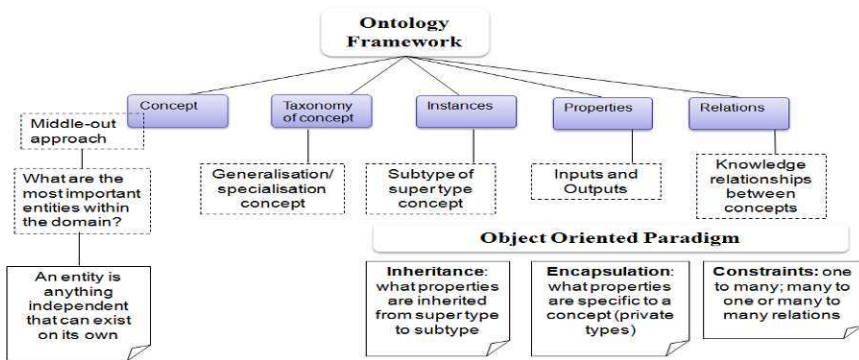 Ontology
Framework
Concept
Taxonomy
of concept
Instances
Properties
Relations
Middle-out
approach
What are the
most important
entities within
the domain?
An entity is
anything
independent
that can exist
on its own
Generalisation/
specialisation
concept
Subtype of
super type
concept
Inputs and
Outputs
Knowledge
relationships
between
concepts
Object Oriented Paradigm
Inheritance:
what properties
are inherited
from super type
to subtype
Encapsulation:
what properties
are specific to a
concept (private
types)
Constraints: one
to many; many to
one or many to
many relations